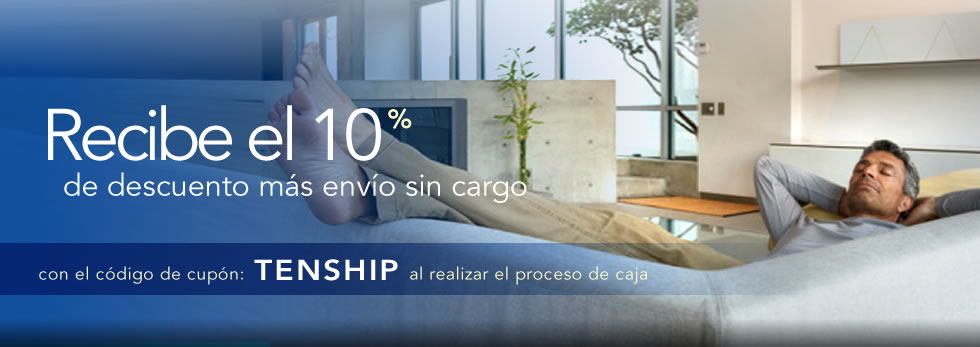 Recibe el 10%
de descuento más envío sin cargo
con el código de cupón: TENSHIP al realizar el proceso de caja